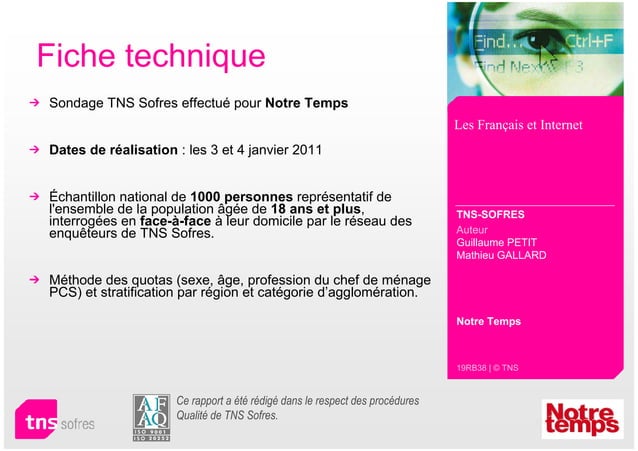 Fiche technique
Sondage TNS Sofres effectué pour Notre Temps
Dates de réalisation : les 3 et 4 janvier 2011
Échantillon national de 1000 personnes représentatif de
l'ensemble de la population âgée de 18 ans et plus,
interrogées en face-à-face à leur domicile par le réseau des
enquêteurs de TNS Sofres.
Méthode des quotas (sexe, âge, profession du chef de ménage
PCS) et stratification par région et catégorie d'agglomération.
Find... Ctrl+F
Find Next F3
Les Français et Internet
TNS-SOFRES
Auteur
Guillaume PETIT
Mathieu GALLARD
Notre Temps
19RB38 | © TNS
tns sofres
AFAQ
ISO 9001
ISO 20252
Ce rapport a été rédigé dans le respect des procédures
Qualité de TNS Sofres.
Notre
temps